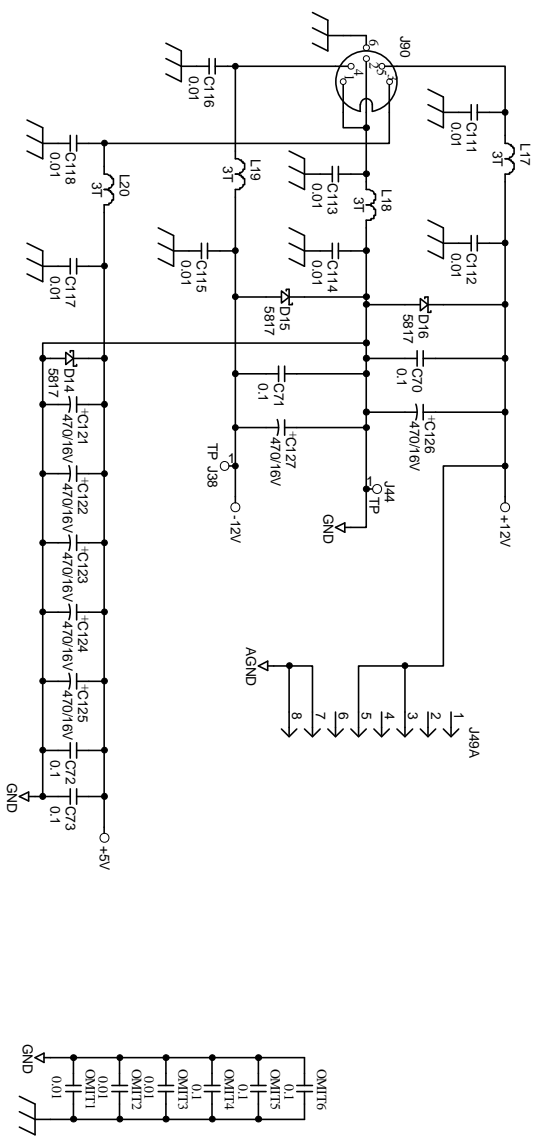 J90
6
2
5
3
4
1
C116
0.01
C118
0.01
L20
3T
C117
0.01
L19
3T
C115
0.01
C113
0.01
L18
3T
C114
0.01
C111
0.01
L17
3T
C112
0.01
D15
5817
D16
5817
C71
0.1
C70
0.1
+C127
470/16V
+C126
470/16V
1
TP J38
-12V
1
J44
TP
GND
+12V
D14
5817
+C121
470/16V
+C122
470/16V
+C123
470/16V
+C124
470/16V
+C125
470/16V
C72
0.1
C73
0.1
GND
+5V
J49A
1
2
3
4
5
6
7
8
AGND
OMIT6
0.1
OMIT5
0.1
OMIT4
0.1
OMIT3
0.01
OMIT2
0.01
OMIT1
0.01
GND